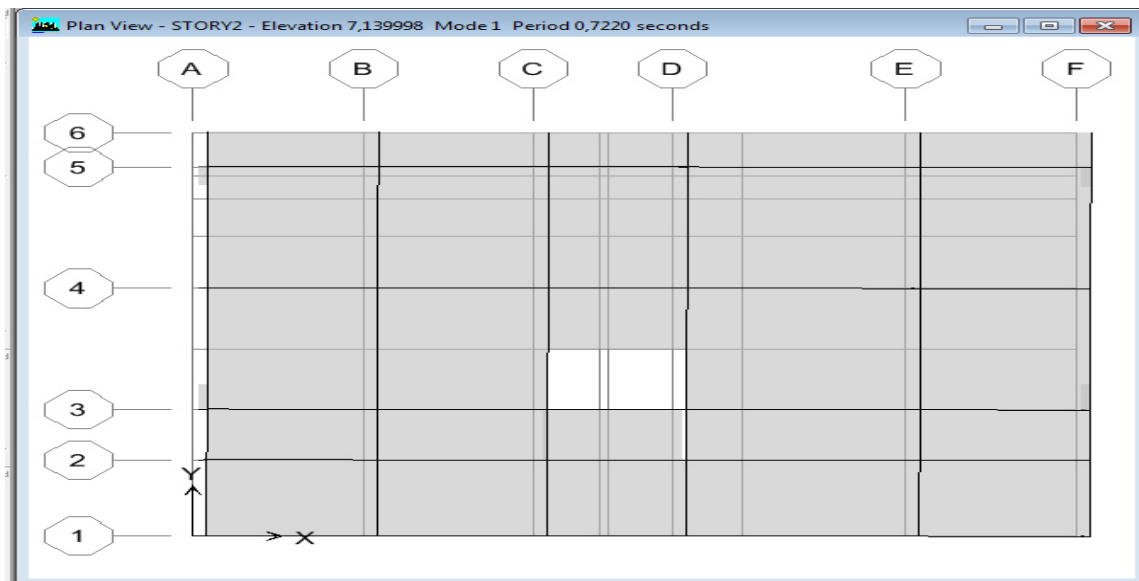 Plan View - STORY2 - Elevation 7,139998 Mode 1 Period 0,7220 seconds
A B C D E F
6
5
4
3
2
Y
1
X